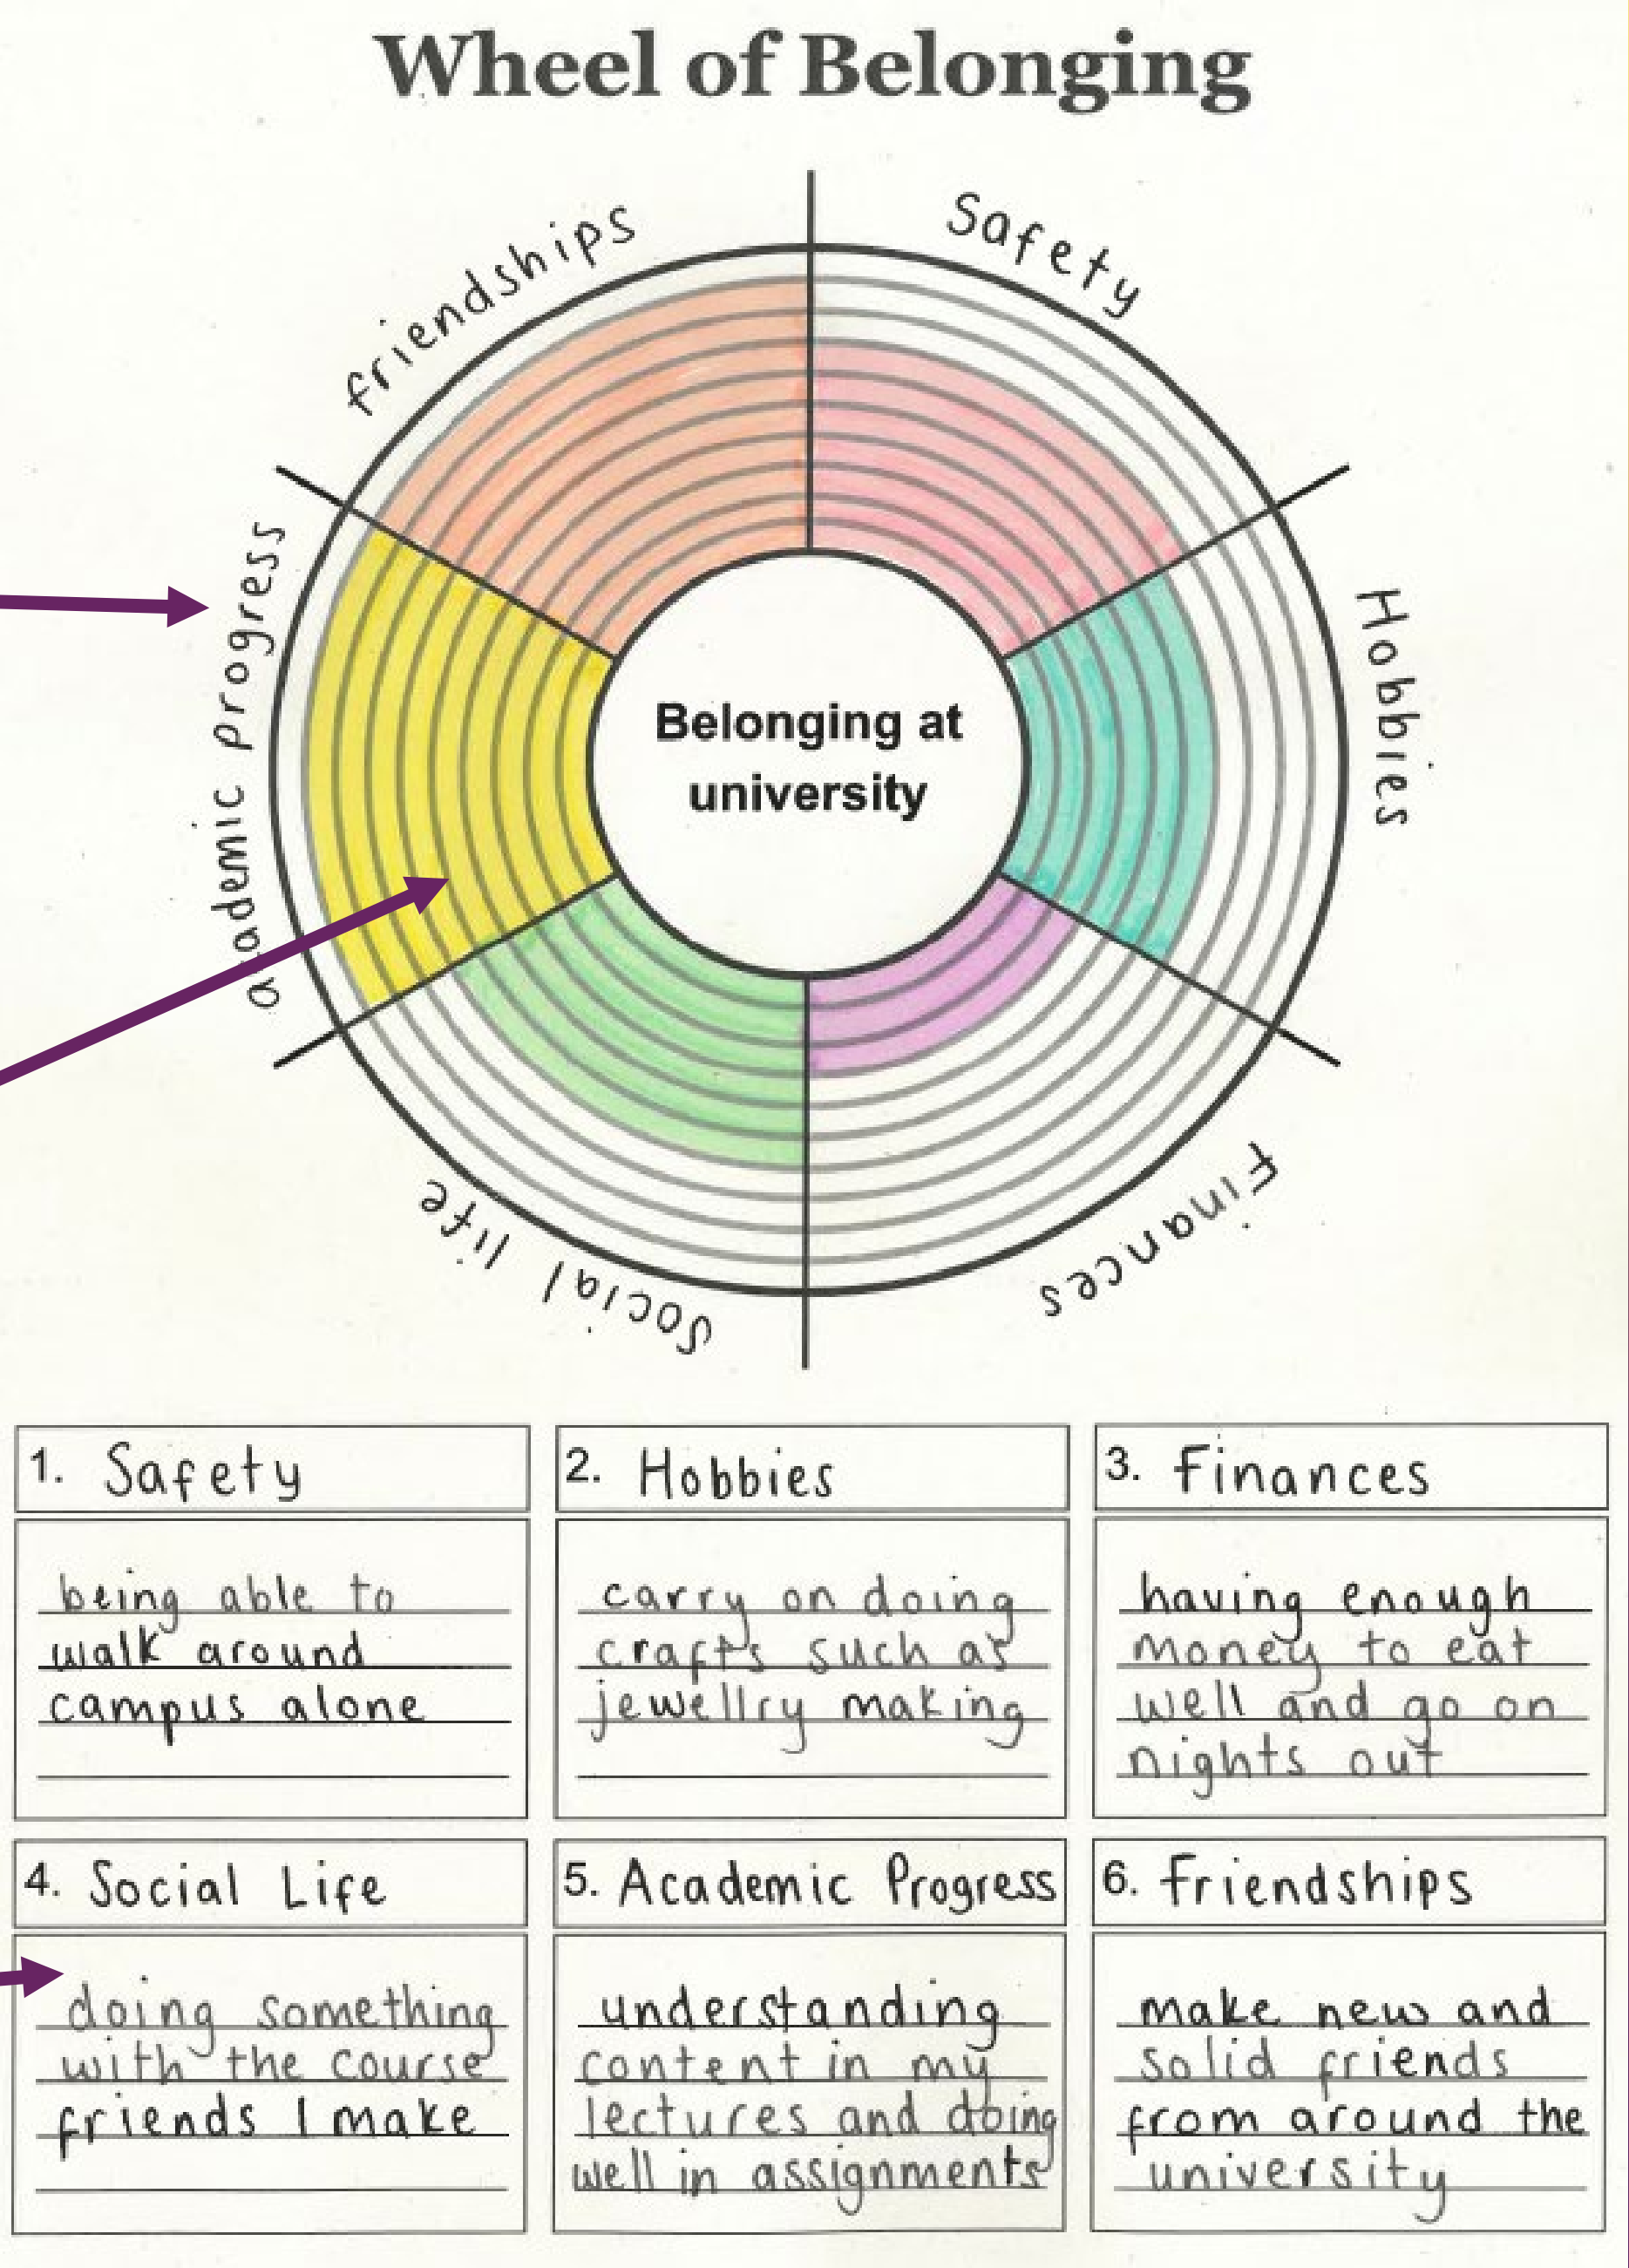 Wheel of Belonging
friendships
Safety
academic progress
Hobbies
Belonging at
university
Social life
Finances
1. Safety
being able to
walk around
campus alone
2. Hobbies
carry on doing
crafts such as
jewellry making
3. Finances
having enough
money to eat
well and go on
nights out
4. Social Life
doing something
with the course
friends I make
5. Academic Progress
understanding
content in my
lectures and doing
well in assignments
6. Friendships
make new and
solid friends
from around the
university